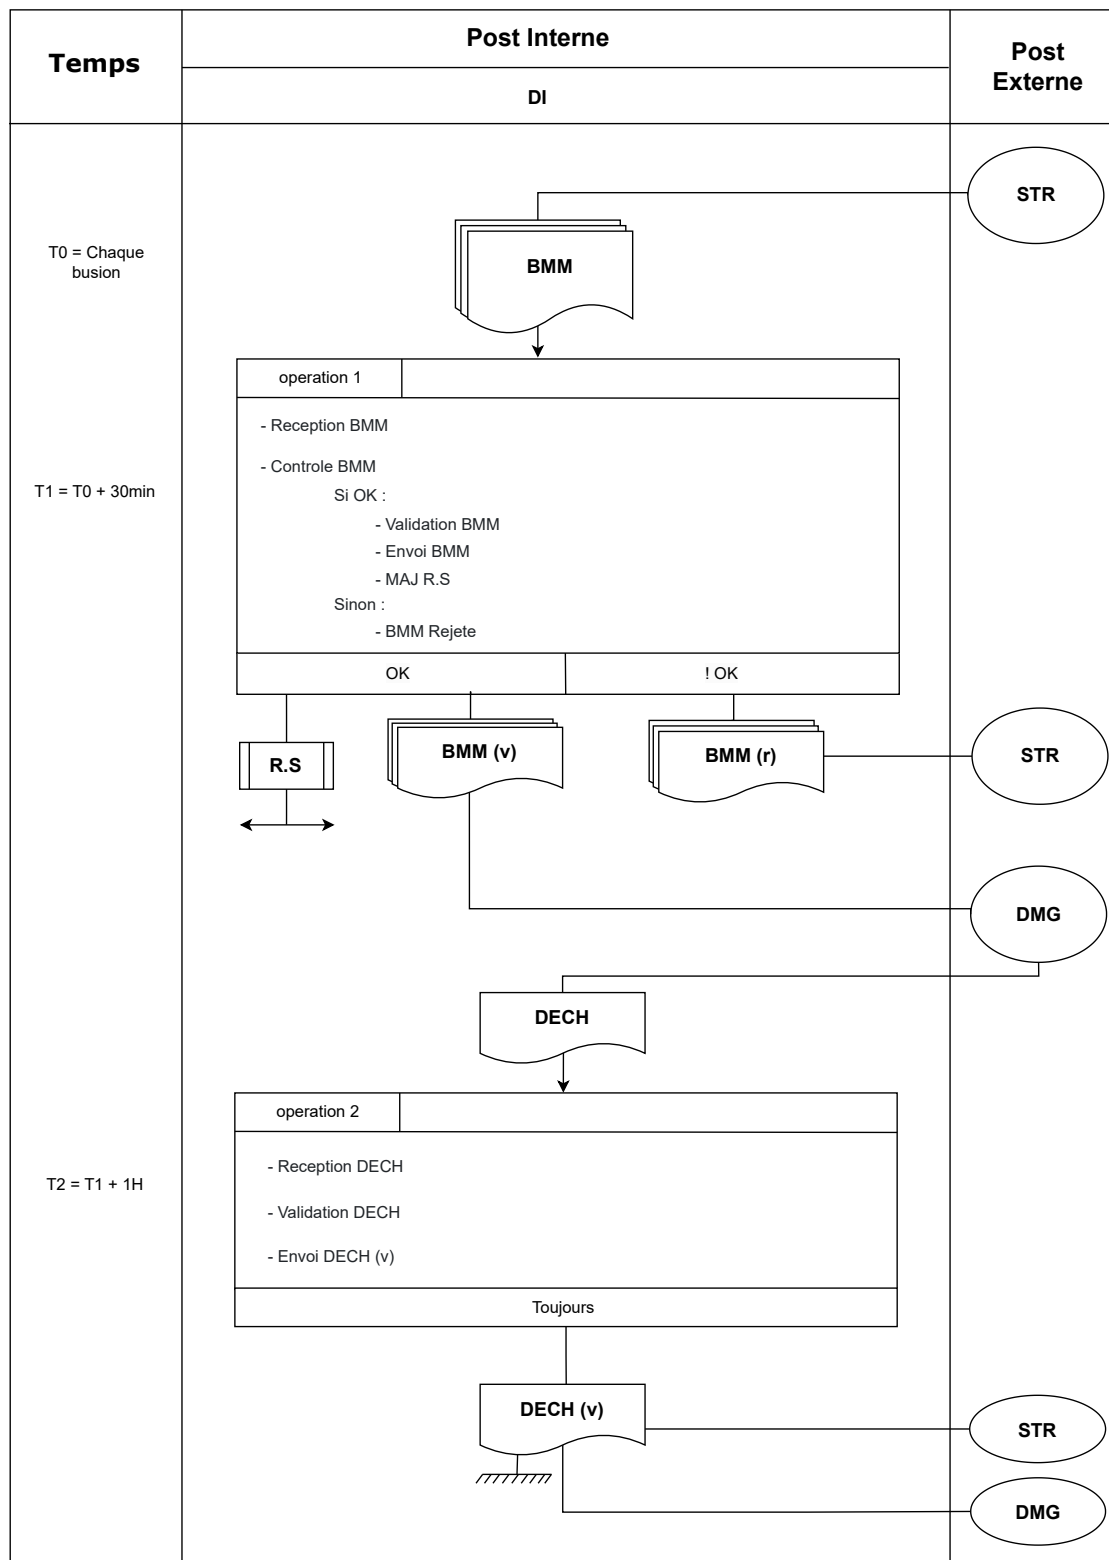 Temps
Post Interne
Post
Externe
DI
STR
T0 = Chaque
busion
BMM
operation 1
- Reception BMM
- Controle BMM
T1 = T0 + 30min
Si OK :
- Validation BMM
- Envoi BMM
- MAJ R.S
Sinon :
- BMM Rejete
OK
! OK
R.S
BMM (v)
BMM (r)
STR
DMG
DECH
operation 2
- Reception DECH
T2 = T1 + 1H
- Validation DECH
- Envoi DECH (v)
Toujours
DECH (v)
STR
DMG